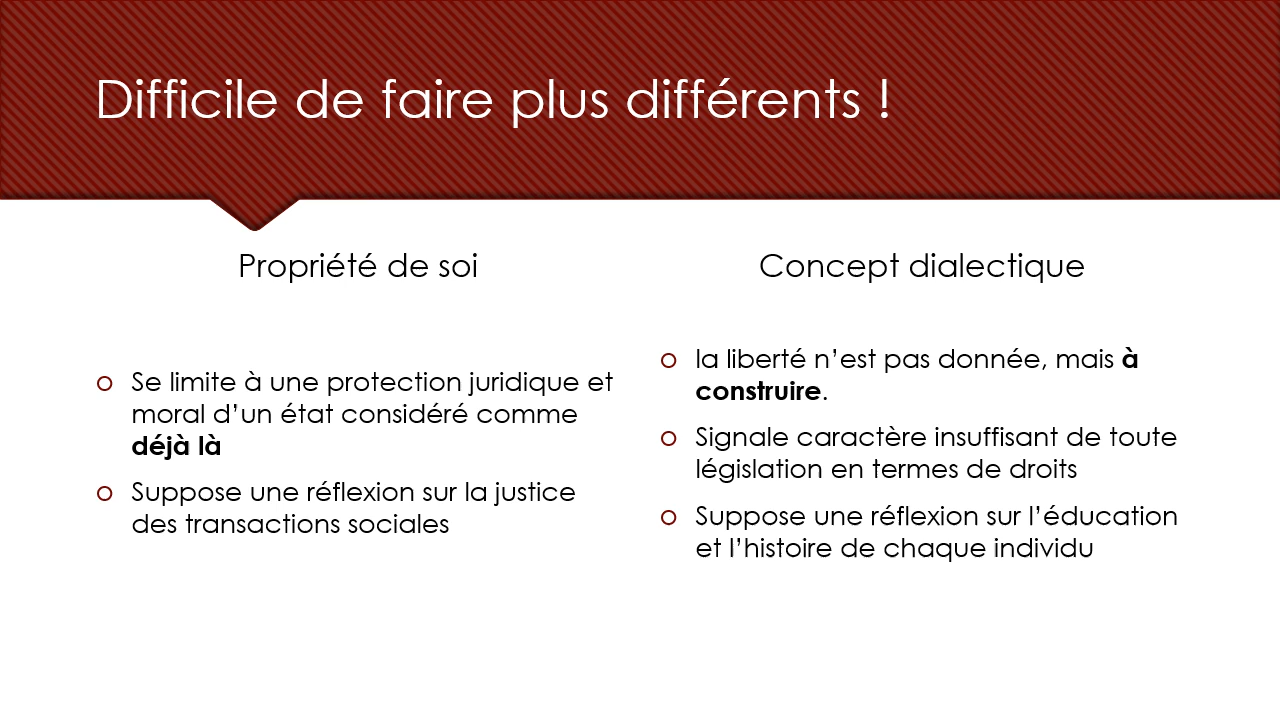 Difficile de faire plus différents !
Propriété de soi
Se limite à une protection juridique et
moral d’un état considéré comme
déjà là
Suppose une réflexion sur la justice
des transactions sociales
Concept dialectique
la liberté n’est pas donnée, mais à
construire.
Signale caractère insuffisant de toute
législation en termes de droits
Suppose une réflexion sur l’éducation
et l’histoire de chaque individu